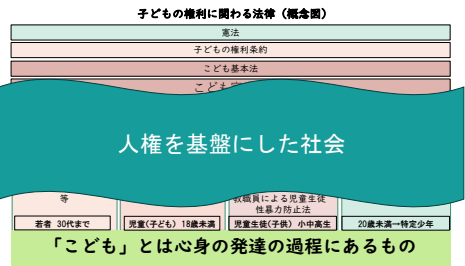 子どもの権利に関わる法律（概念図）
憲法
子どもの権利条約
こども基本法
こども
人権を基盤にした社会
等
教職員による児童生徒
性暴力防止法
若者 30代まで
児童(子ども) 18歳未満
児童生徒(子供) 小中高生
20歳未満→特定少年
「こども」とは心身の発達の過程にあるもの